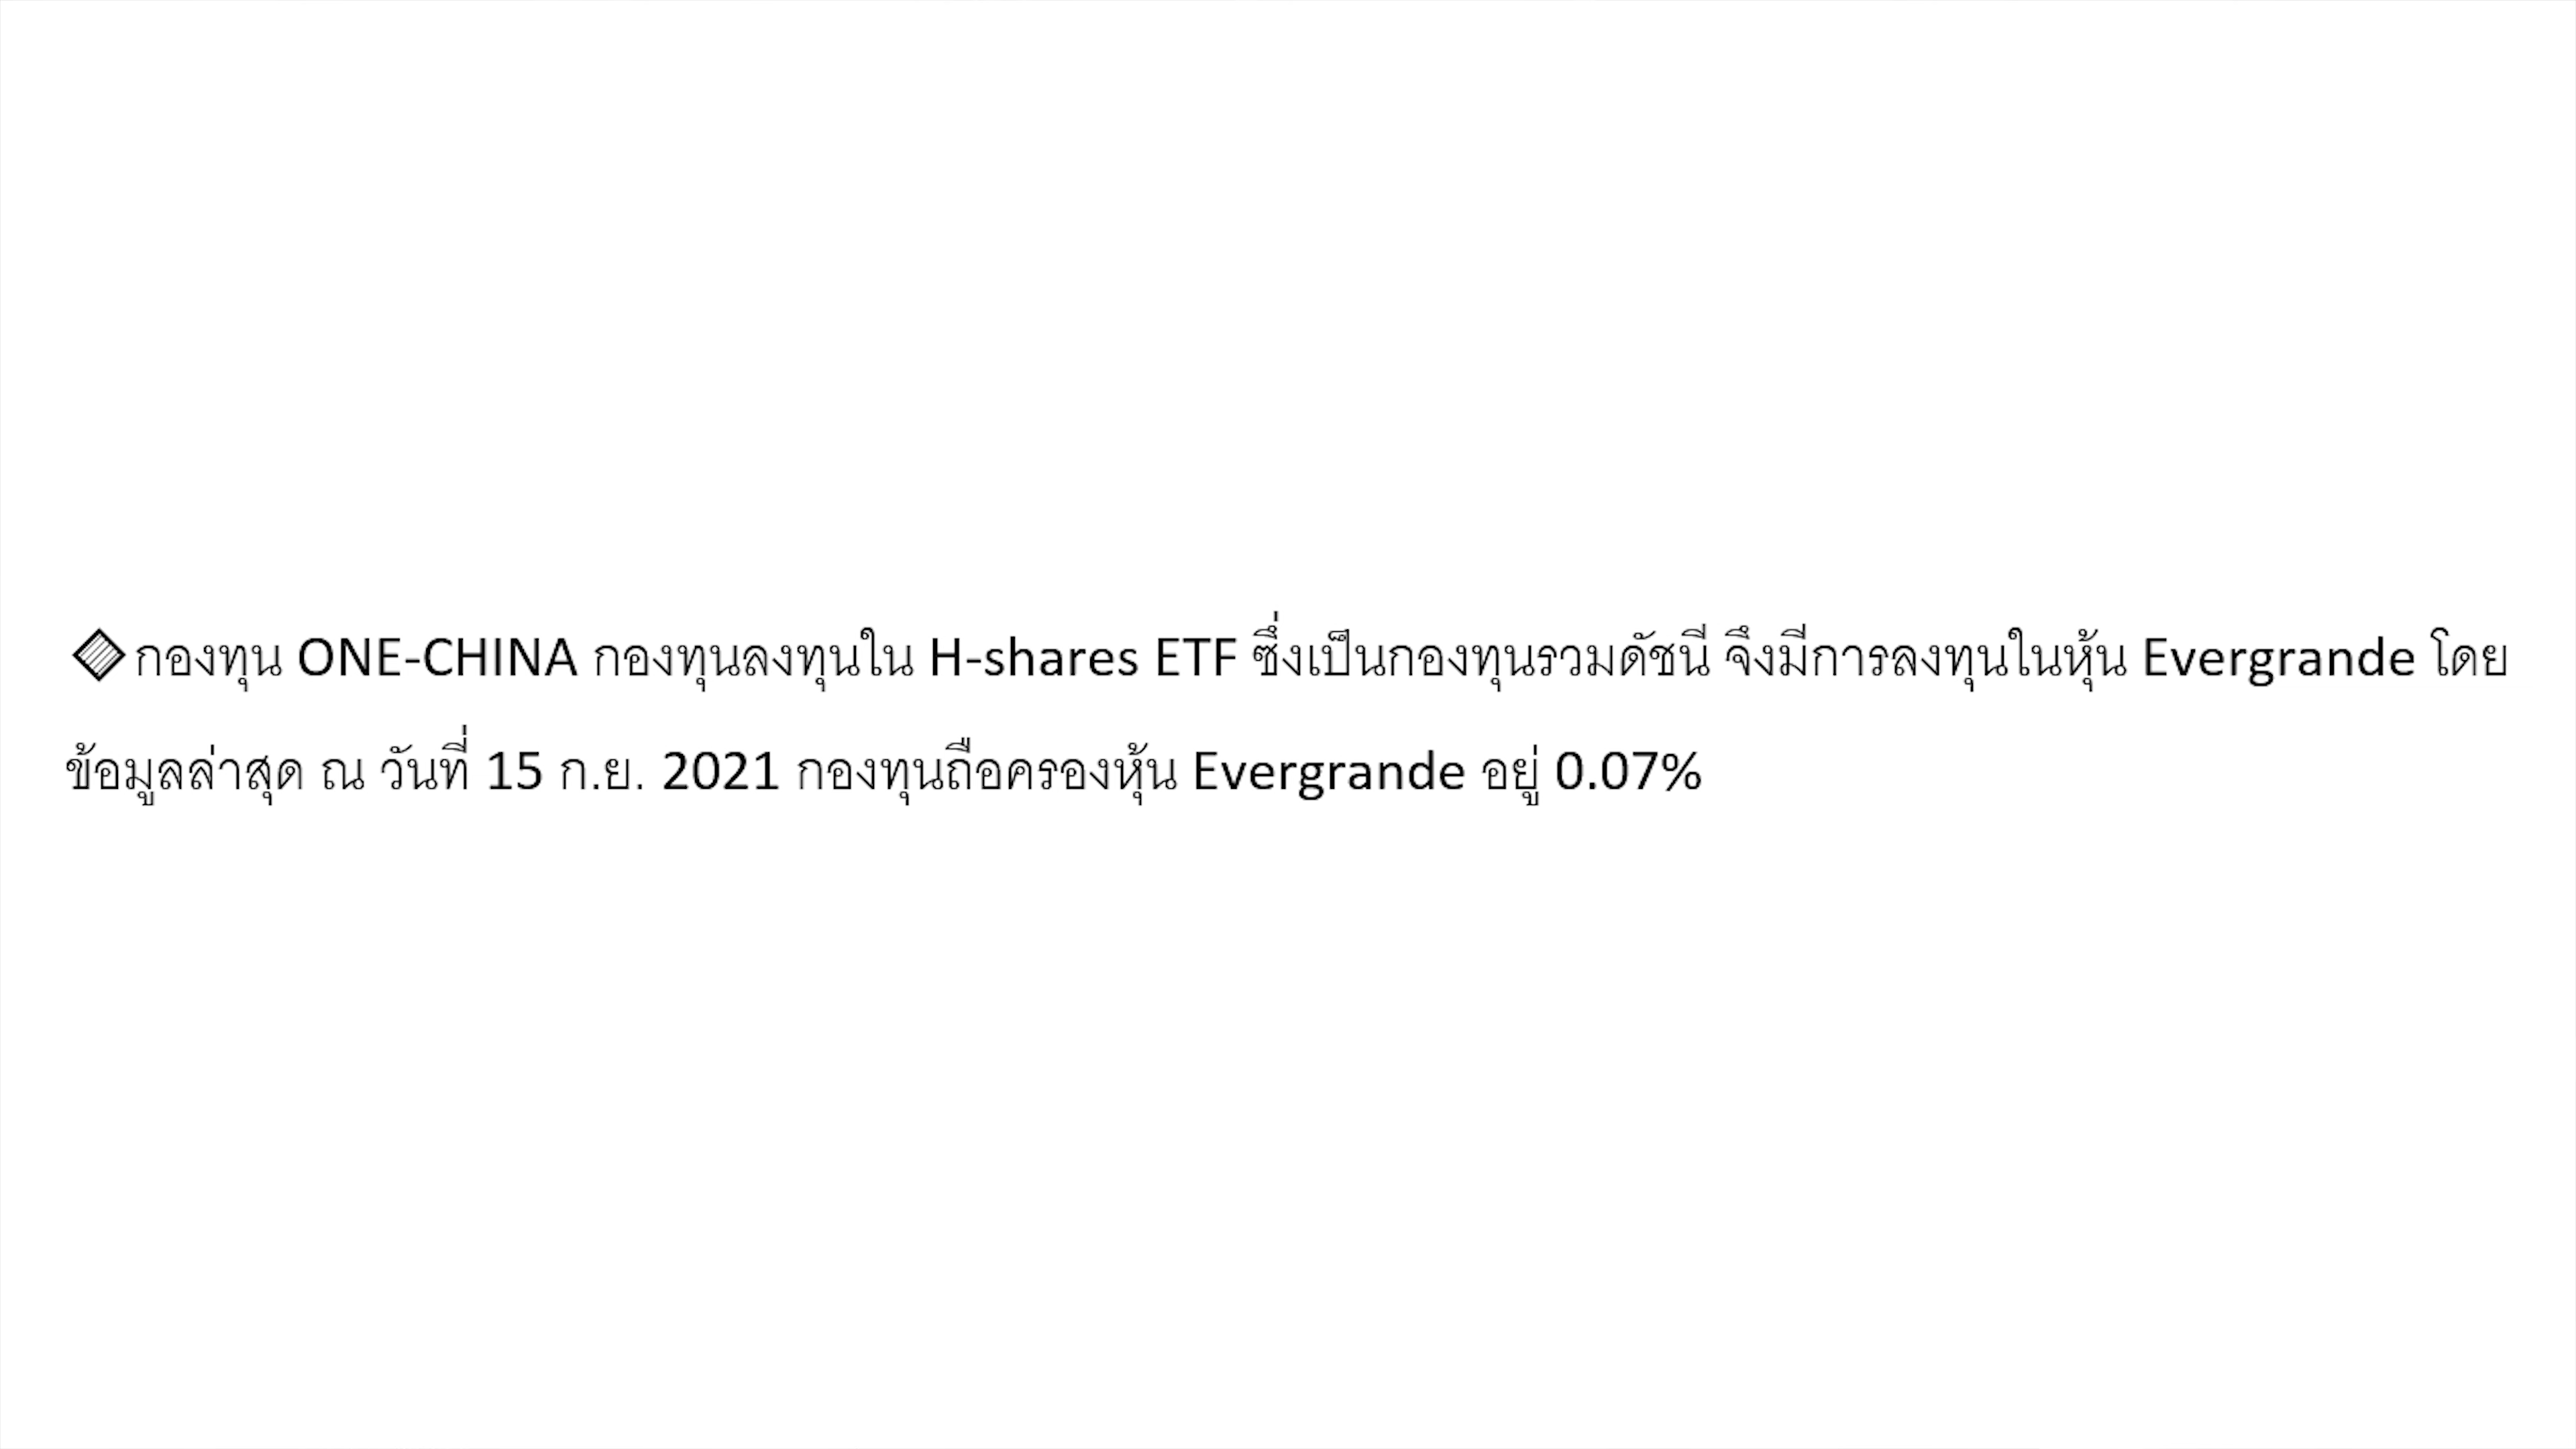 ◈กองทุน ONE-CHINA กองทุนลงทุนใน H-shares ETF ซึ่งเป็นกองทุนรวมดัชนี จึงมีการลงทุนในหุ้น Evergrande โดย
ข้อมูลล่าสุด ณ วันที่ 15 ก.ย. 2021 กองทุนถือครองหุ้น Evergrande อยู่ 0.07%